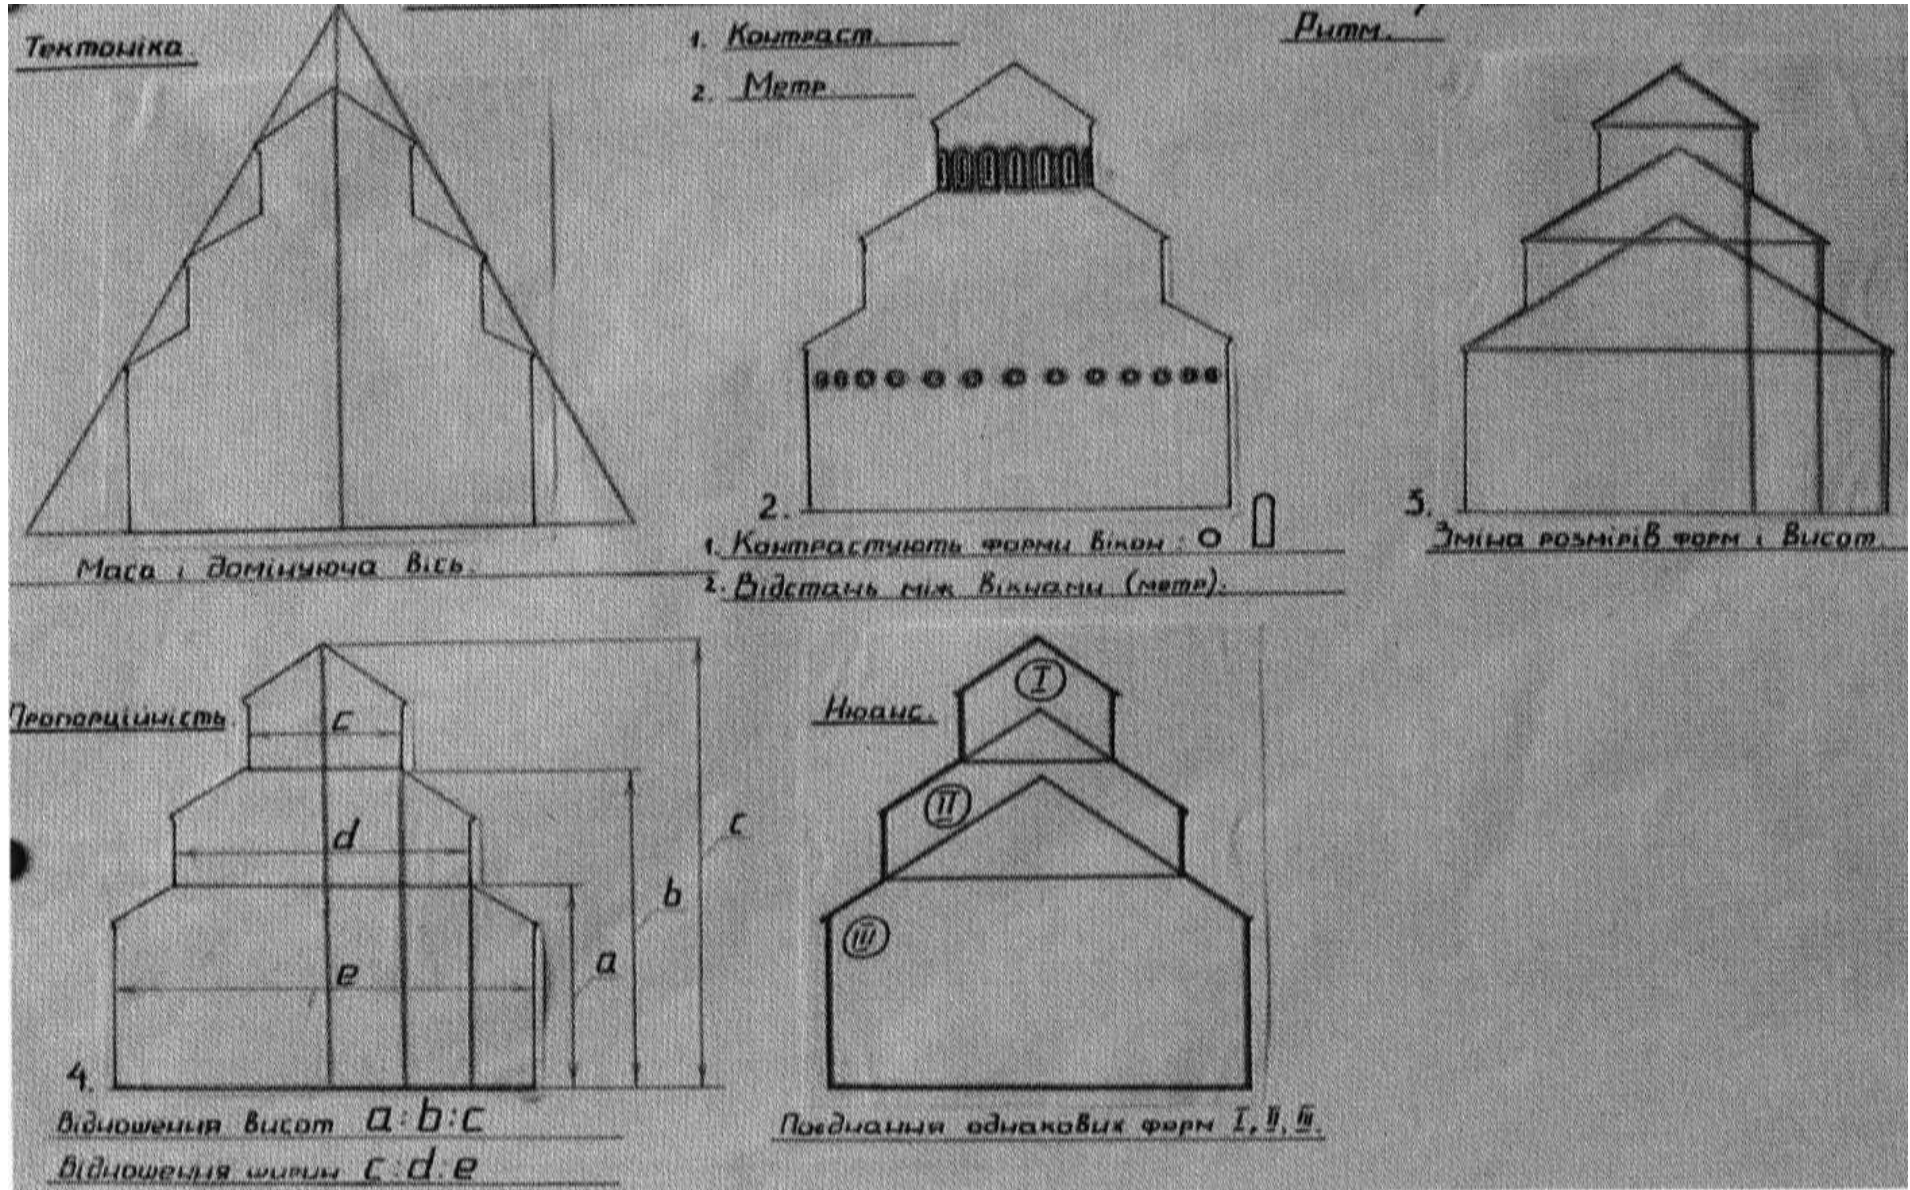 Тектоніка.
Маса і домінуюча вісь.
1. Контраст.
2. Метр
2.
1. Контрастують форми вікон:
2. Відстань між вікнами (метр).
Ритм.
3.
Зміна розмірів форм і висот
Пропорційність.
c
d
e
a
b
c
4.
Відношення висот a:b:c
Відношення ширин c:d:e
Нюанс.
I
II
III
Поєднання однакових форм I, II, III.